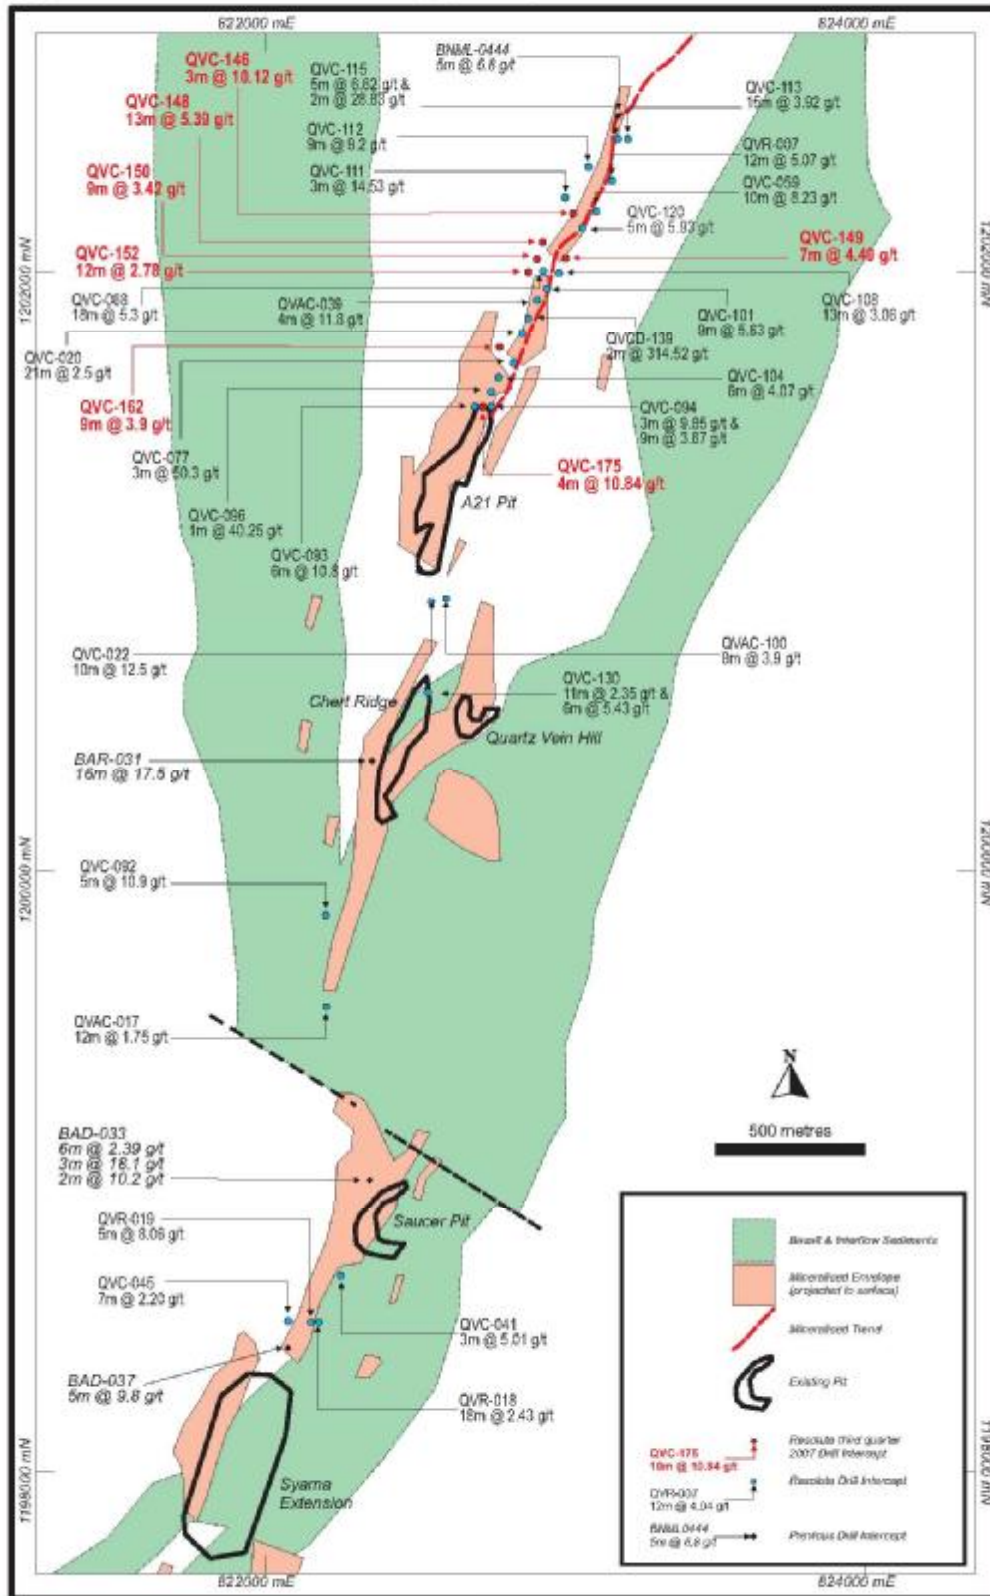 822000 mE
824000 mE
QVC-146
3m @ 10.12 g/t
QVC-115
5m @ 6.62 g/t &
2m @ 28.83 g/t
BNML-0444
5m @ 6.8 g/t
QVC-148
13m @ 5.39 g/t
QVC-113
15m @ 3.92 g/t
QVC-112
9m @ 9.2 g/t
QVR-007
12m @ 5.07 g/t
QVC-150
9m @ 3.42 g/t
QVC-111
3m @ 14.53 g/t
QVC-059
10m @ 8.23 g/t
QVC-120
5m @ 5.93 g/t
QVC-149
7m @ 4.40 g/t
QVC-152
12m @ 2.78 g/t
1202000 mN
1202000 mN
18m @ 5.3 g/t
QVAC-039
4m @ 11.8 g/t
QVC-101
9m @ 5.63 g/t
QVC-108
13m @ 3.06 g/t
QVCD-139
2m @ 314.52 g/t
QVC-020
21m @ 2.5 g/t
QVC-104
6m @ 4.07 g/t
QVC-162
9m @ 3.9 g/t
QVC-094
3m @ 9.85 g/t &
9m @ 3.87 g/t
QVC-077
3m @ 50.3 g/t
QVC-175
4m @ 10.84 g/t
A21 Pit
QVC-096
1m @ 40.25 g/t
QVC-093
6m @ 10.8 g/t
QVC-022
10m @ 12.5 g/t
QVAC-100
8m @ 3.9 g/t
QVC-130
11m @ 2.35 g/t &
6m @ 5.43 g/t
Chert Ridge
Quartz Vein Hill
BAR-031
16m @ 17.5 g/t
1200000 mN
1200000 mN
QVC-092
5m @ 10.9 g/t
QVAC-017
12m @ 1.75 g/t
N
500 metres
BAD-033
6m @ 2.39 g/t
3m @ 16.1 g/t
2m @ 10.2 g/t
Saucer Pit
QVR-019
5m @ 8.06 g/t
QVC-045
7m @ 2.20 g/t
QVC-041
3m @ 5.01 g/t
BAD-037
5m @ 9.8 g/t
QVR-018
18m @ 2.43 g/t
Syama
Extension
1198000 mN
1198000 mN
Basalt & Interflow Sediments
Mineralised Envelope
(projected to surface)
Mineralised Trend
Existing Pit
QVC-175
10m @ 10.84 g/t
Resolute third quarter
2007 Drill Intercept
QVR-007
12m @ 4.04 g/t
Resolute Drill Intercept
BNML0444
5m @ 6.8 g/t
Previous Drill Intercept
822000 mE
824000 mE